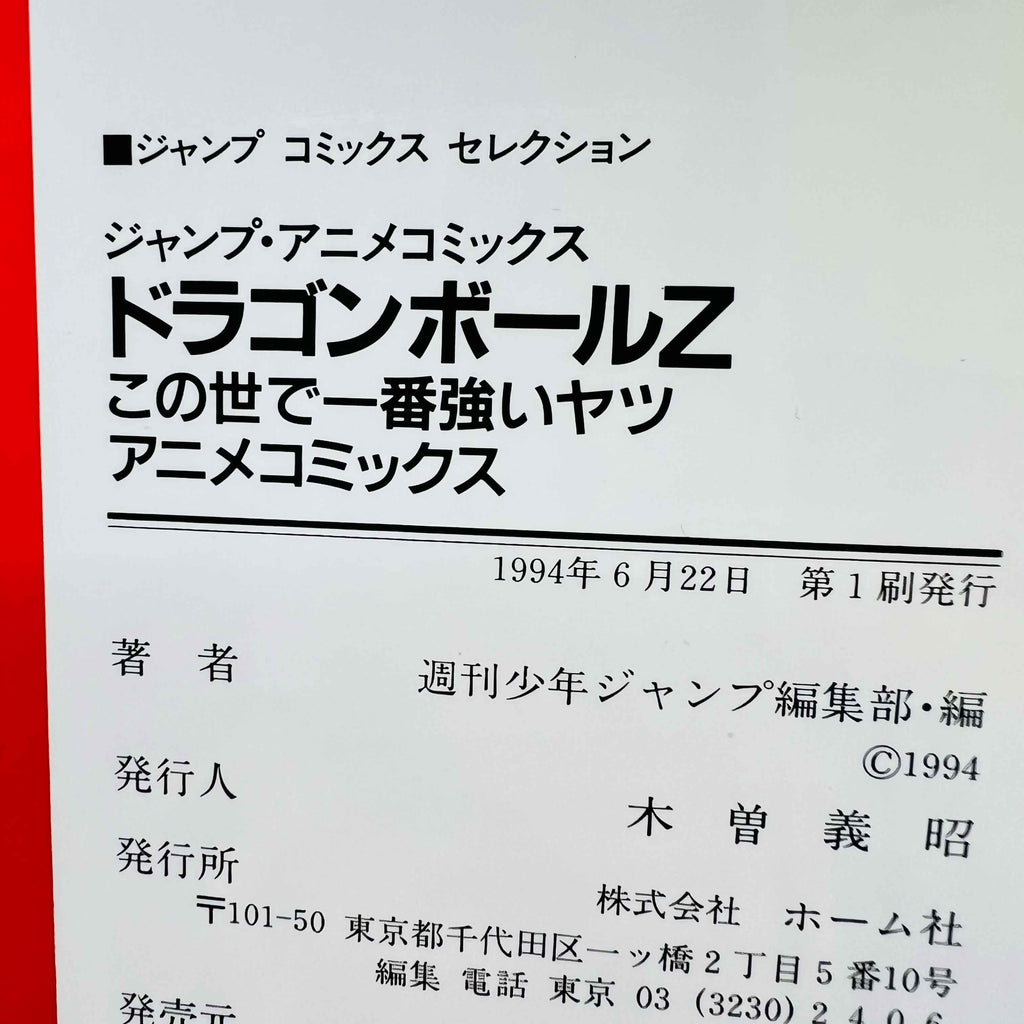 ■ジャンプ コミックス セレクション
ジャンプ・アニメコミックス
ドラゴンボールZ
この世で一番強いヤツ
アニメコミックス
1994年6月22日 第1刷発行
著 者 週刊少年ジャンプ編集部・編
©1994
発行人 木曽義昭
発行所 株式会社 ホーム社
〒101-50 東京都千代田区一ッ橋2丁目5番10号
編集 電話 東京 03 (3230) 2406
発売元